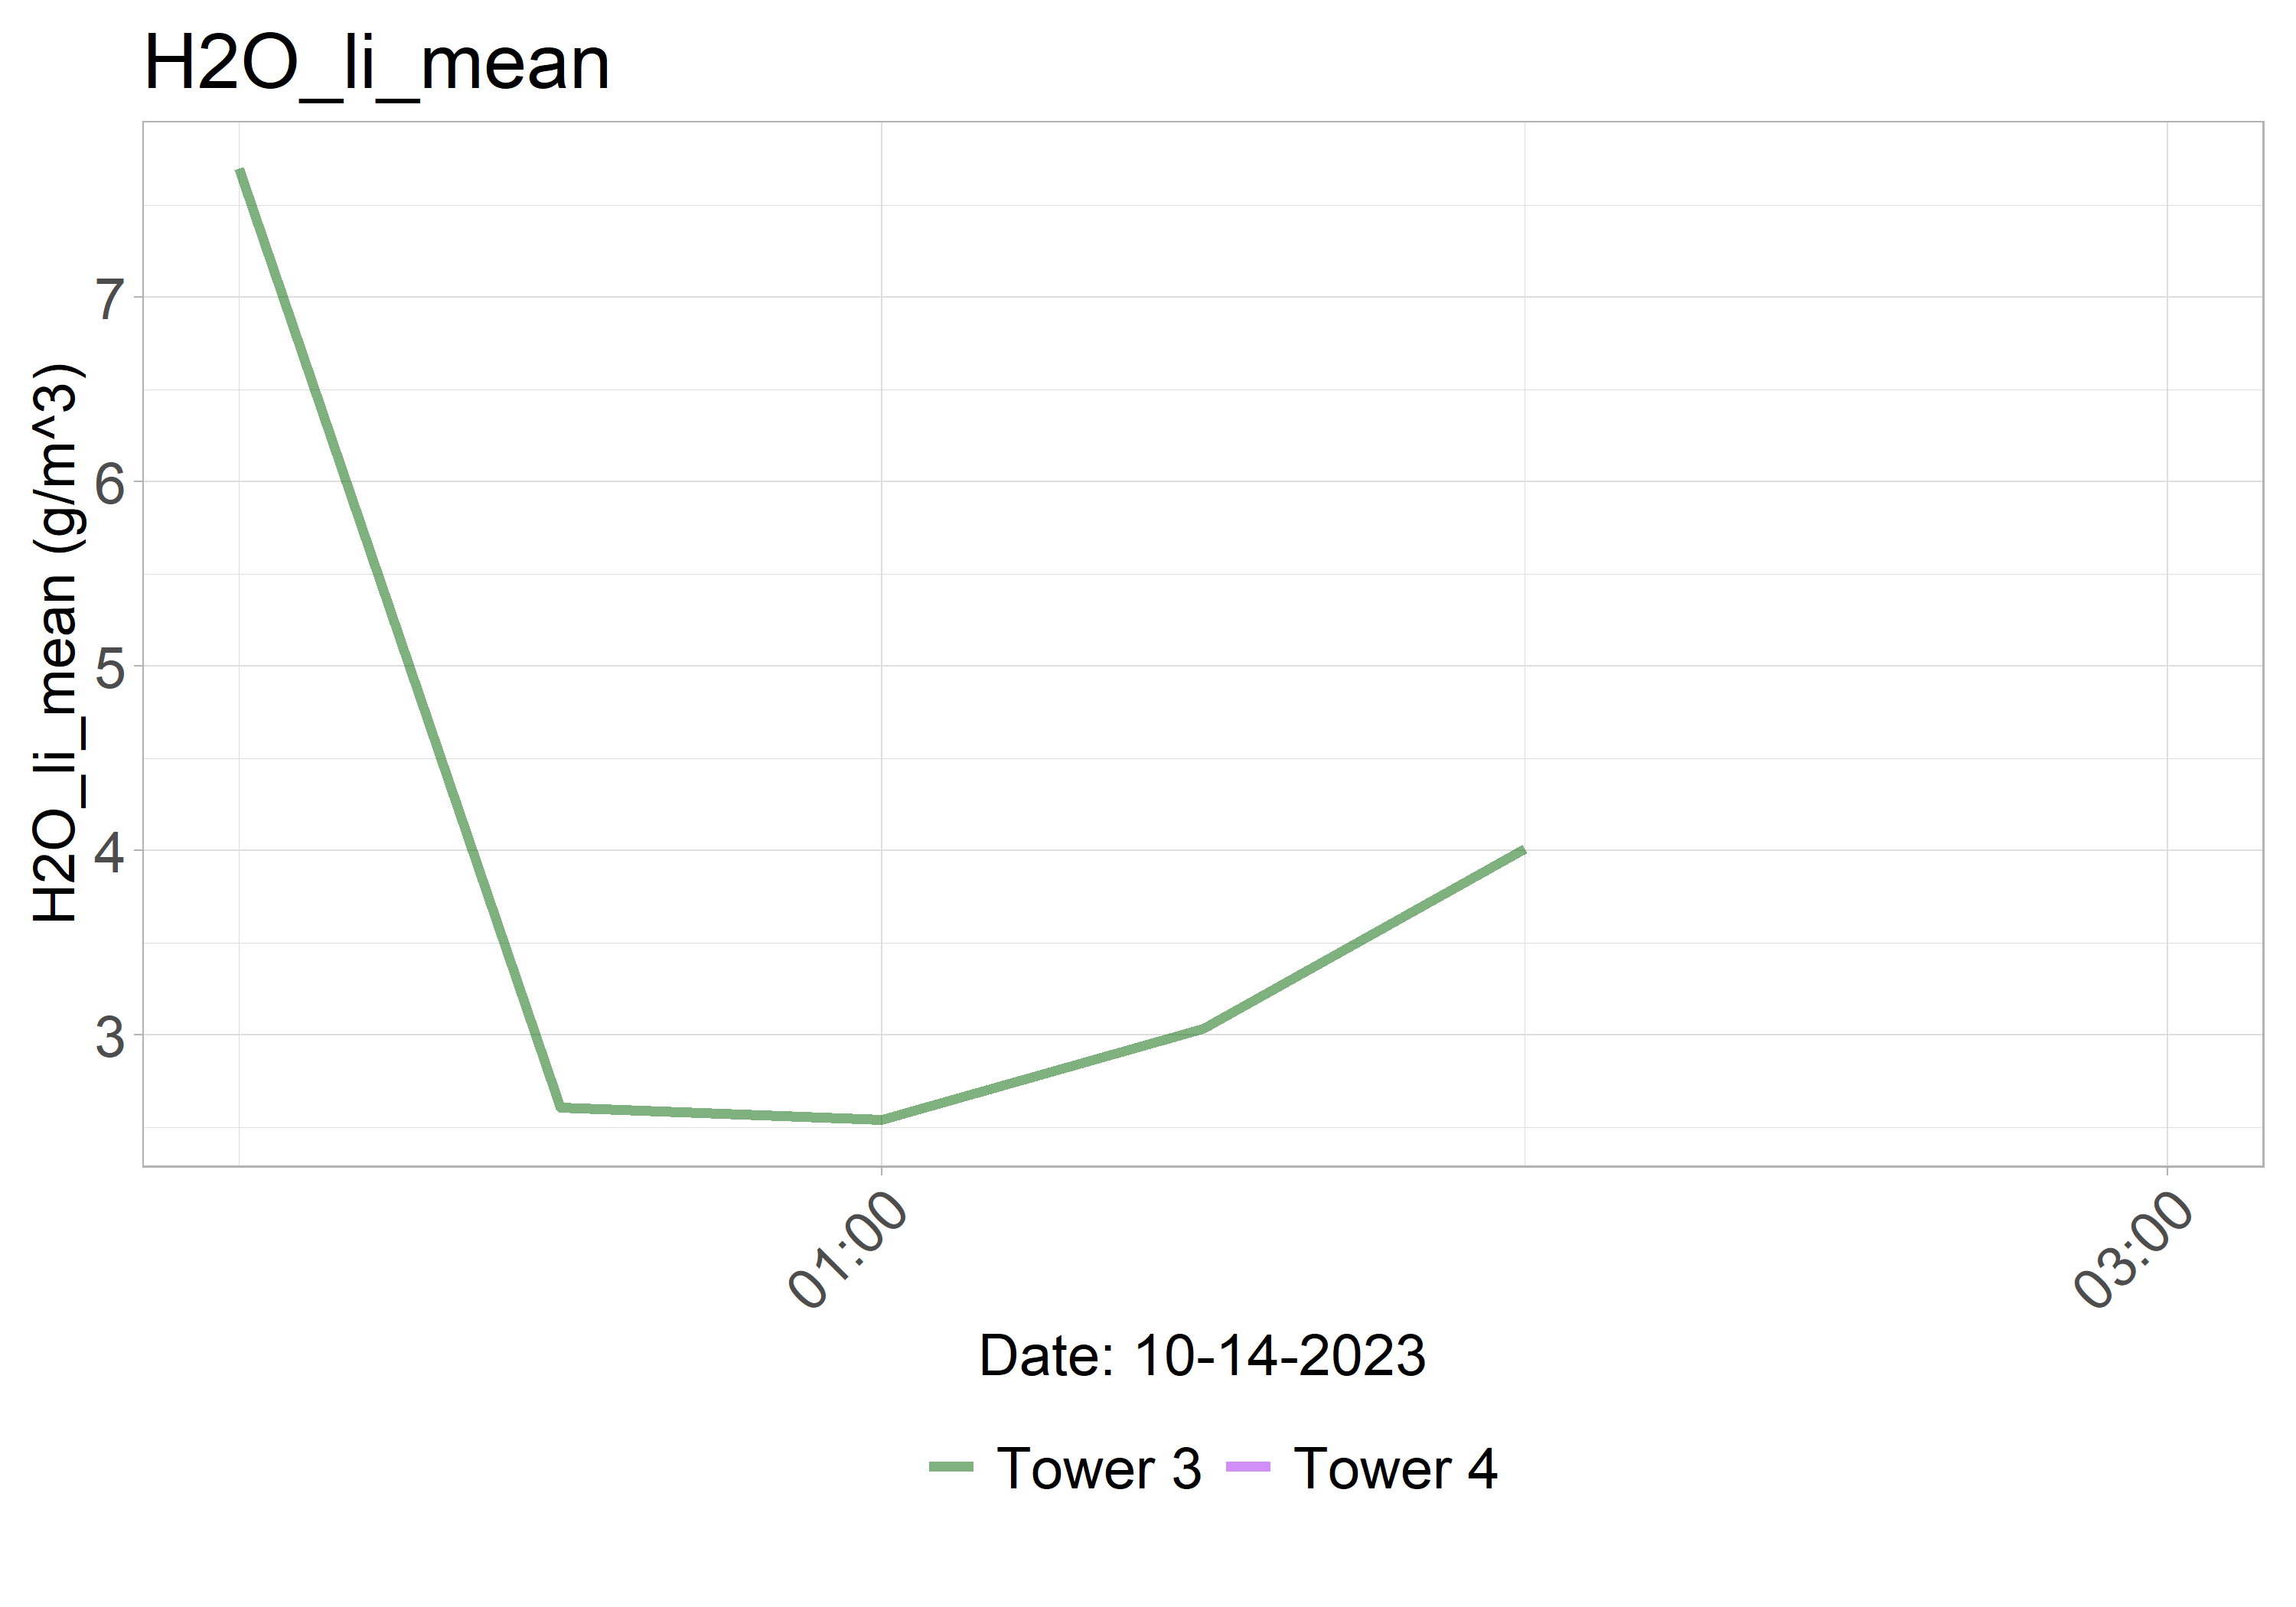 H2O_li_mean
H2O_li_mean (g/m^3)
7
6
5
4
3
01:00
03:00
Date: 10-14-2023
Tower 3 Tower 4